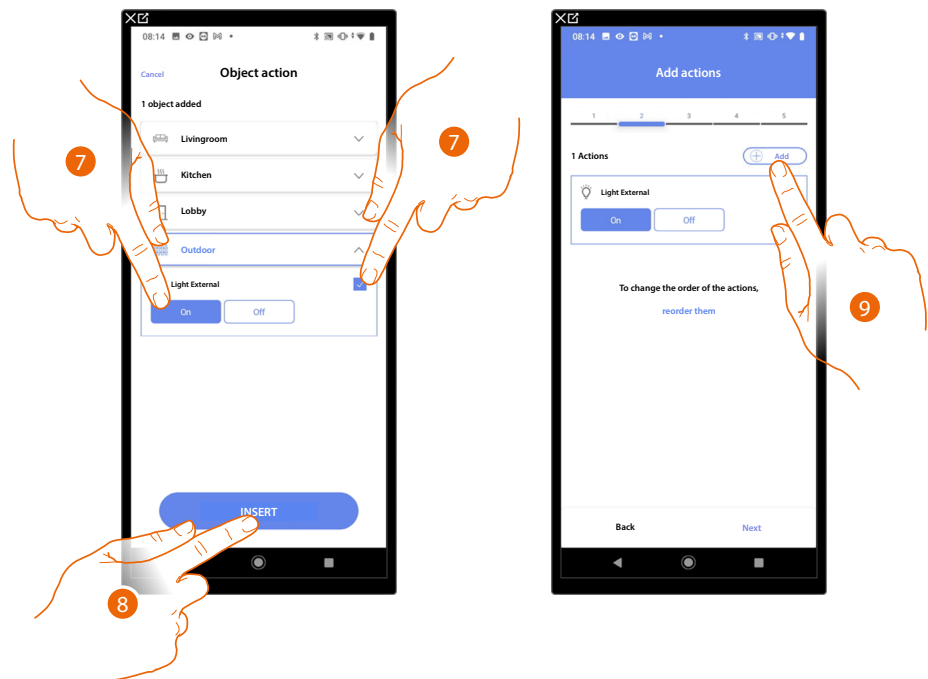 08:14
Cancel
Object action
1 object added
Livingroom
Kitchen
Lobby
Outdoor
Light External
On
Off
INSERT
7
7
8
08:14
Add actions
1 2 3 4 5
1 Actions
Add
Light External
On
Off
To change the order of the actions,
reorder them
Back
Next
9